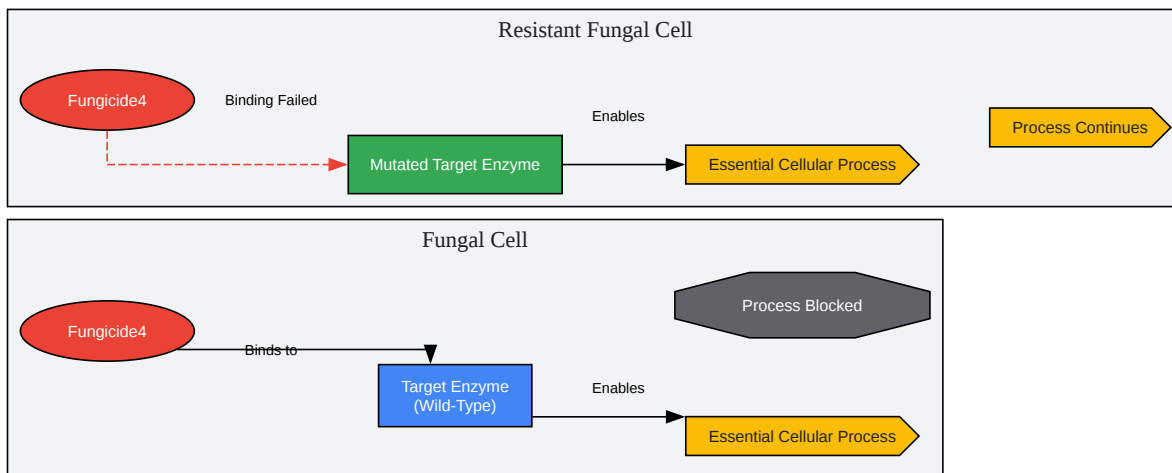 Resistant Fungal Cell
Fungicide4
Binding Failed
Mutated Target Enzyme
Enables
Essential Cellular Process
Process Continues
Fungal Cell
Fungicide4
Binds to
Target Enzyme
(Wild-Type)
Enables
Essential Cellular Process
Process Blocked